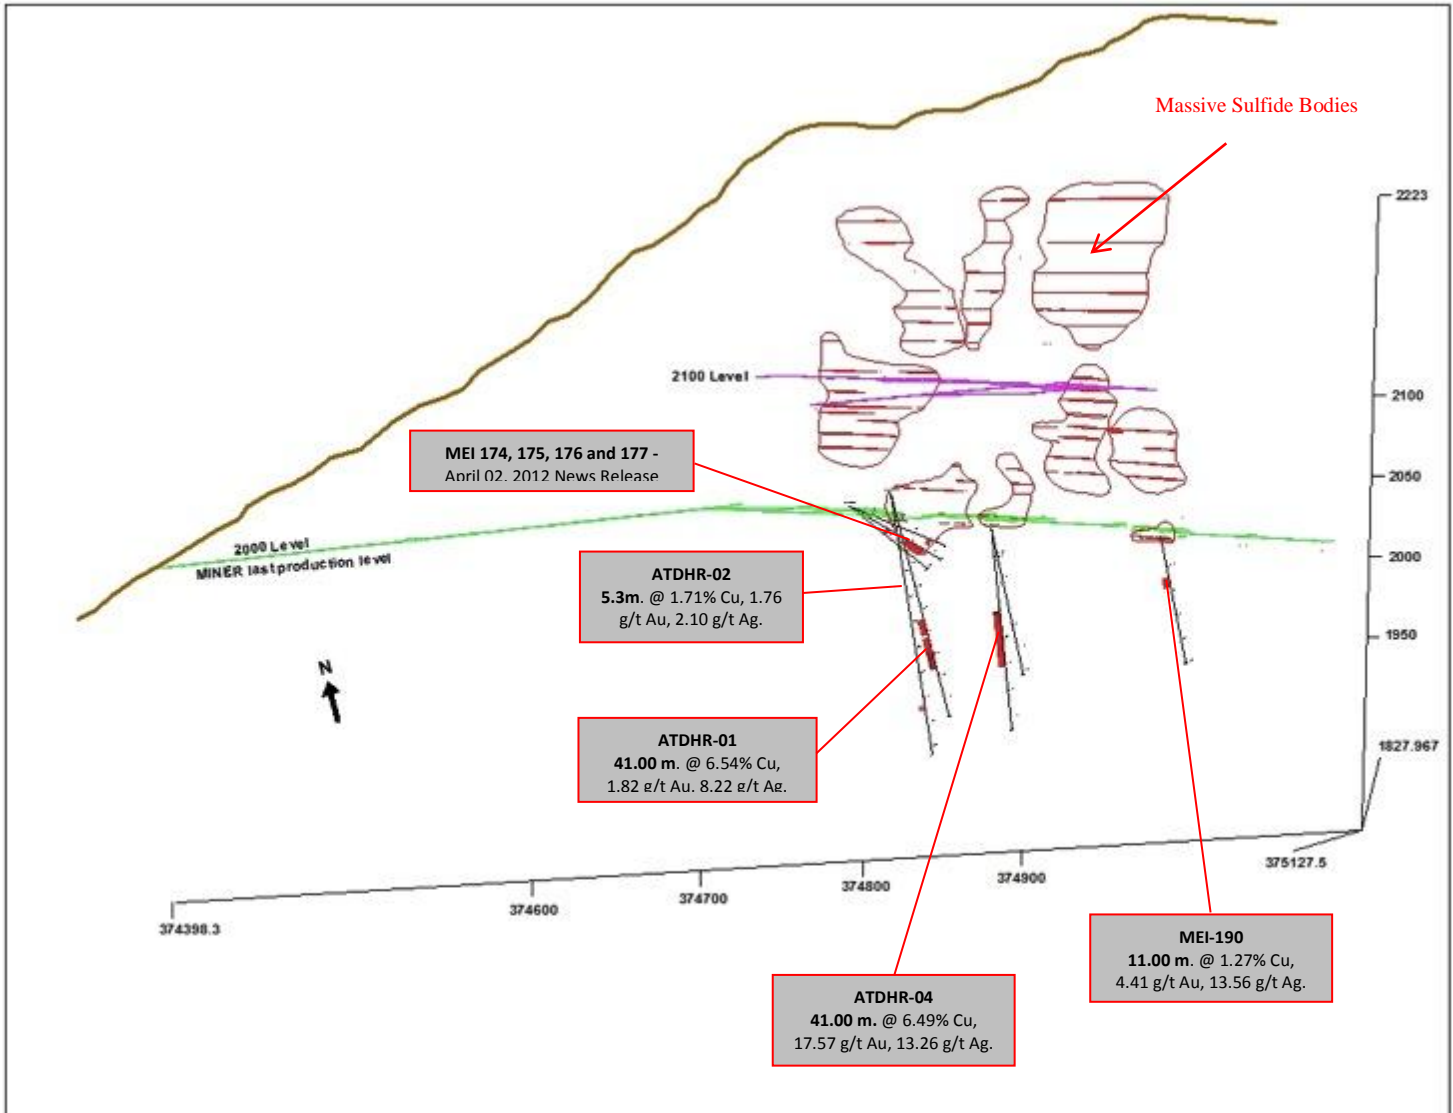 Massive Sulfide Bodies
2223
2100 Level
2100
MEI 174, 175, 176 and 177 -
April 02, 2012 News Release
2050
2000 Level
MINER last production level
2000
ATDHR-02
5.3m. @ 1.71% Cu, 1.76
g/t Au, 2.10 g/t Ag.
1950
N
ATDHR-01
41.00 m. @ 6.54% Cu,
1.82 g/t Au, 8.22 g/t Ag.
1827.967
375127.5
374900
374800
374700
374600
374398.3
MEI-190
11.00 m. @ 1.27% Cu,
4.41 g/t Au, 13.56 g/t Ag.
ATDHR-04
41.00 m. @ 6.49% Cu,
17.57 g/t Au, 13.26 g/t Ag.